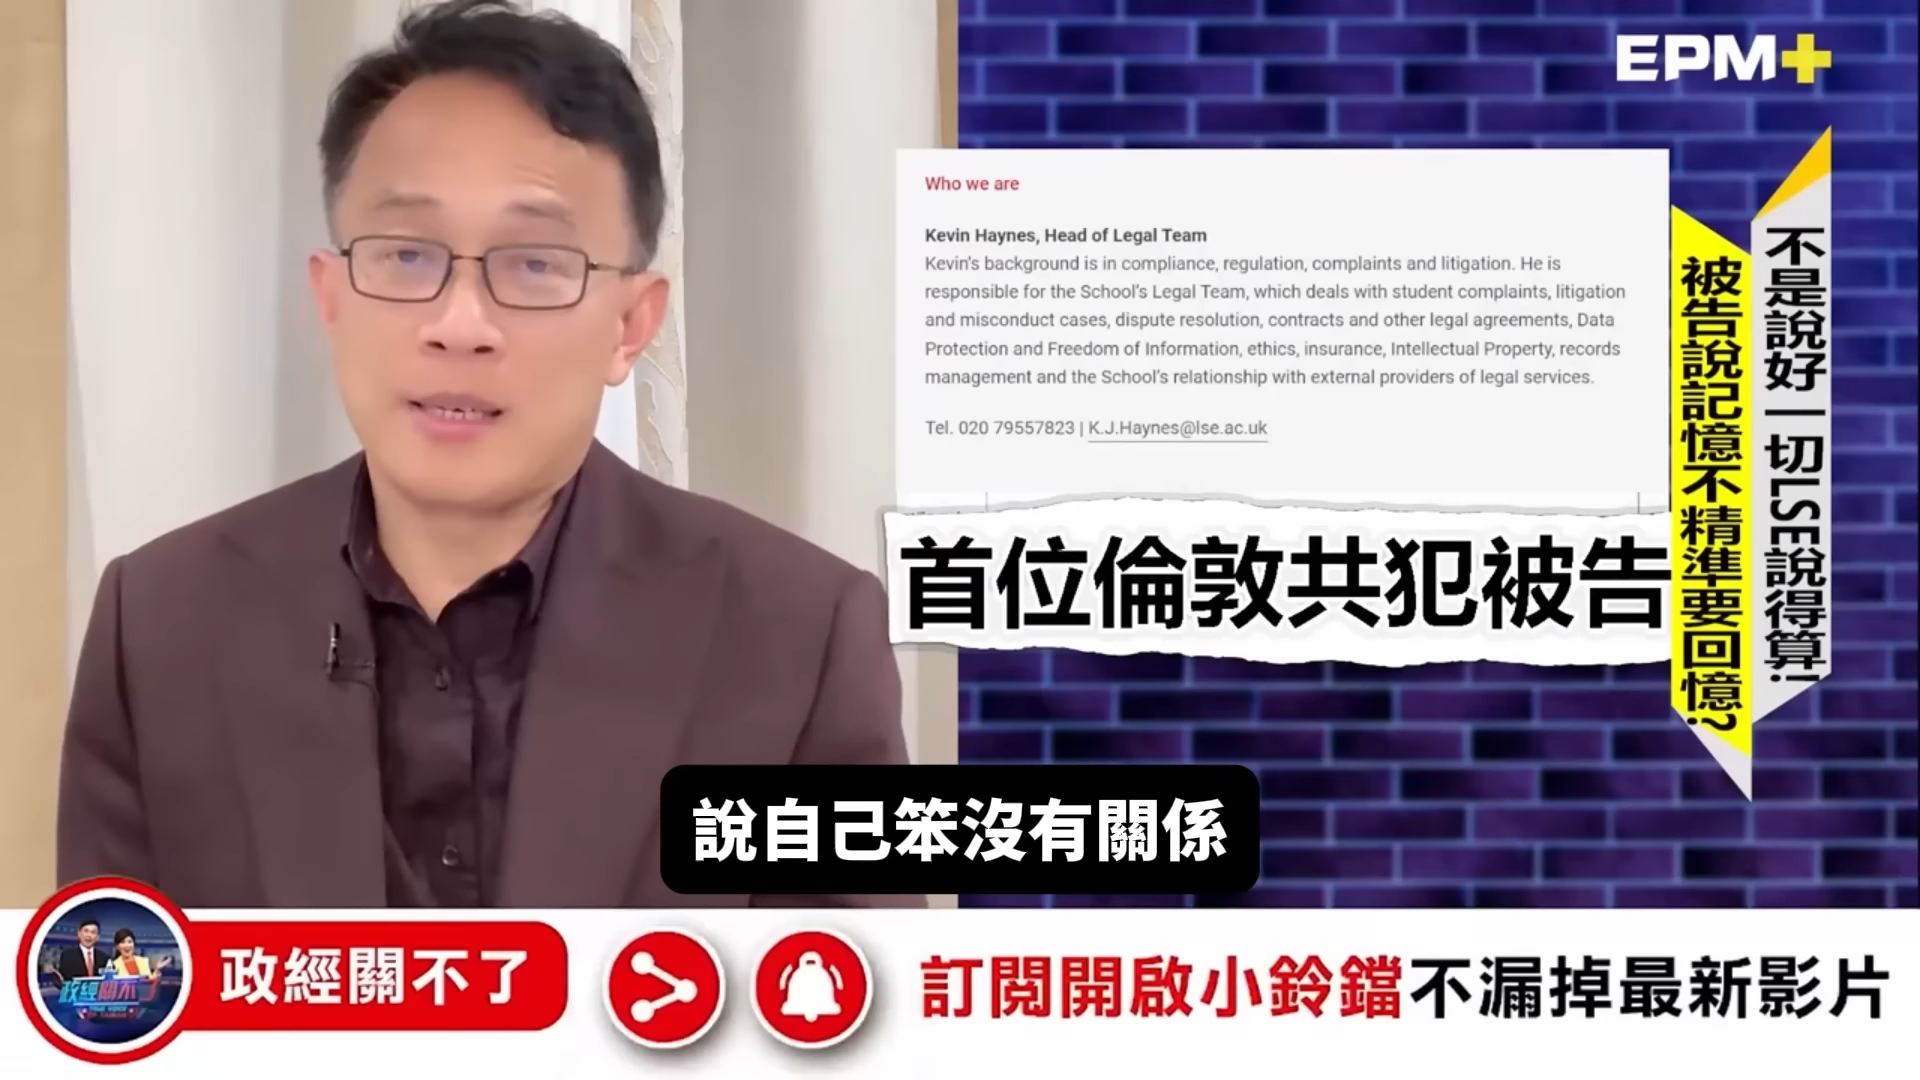 EPM+
Who we are
Kevin Haynes, Head of Legal Team
Kevin's background is in compliance, regulation, complaints and litigation. He is
responsible for the School's Legal Team, which deals with student complaints, litigation
and misconduct cases, dispute resolution, contracts and other legal agreements, Data
Protection and Freedom of Information, ethics, insurance, Intellectual Property, records
management and the School's relationship with external providers of legal services.
Tel. 020 79557823 | K.J.Haynes@lse.ac.uk
首位倫敦共犯被告
不是說好一切LSE說得算!
被告說記憶不精準要回憶?
說自己笨沒有關係
政經關不了
政經關不了
訂閱開啟小鈴鐺不漏掉最新影片